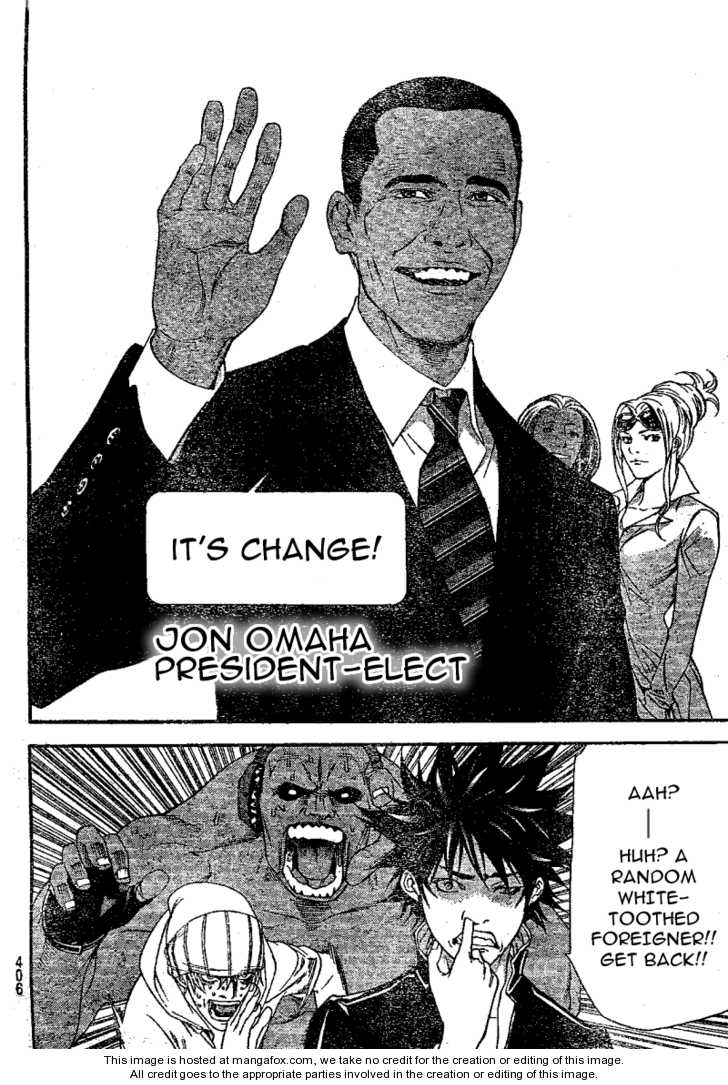 IT'S CHANGE!
JON OMAHA
PRESIDENT-ELECT
AAH?
HUH? A
RANDOM
WHITE-
TOOTHED
FOREIGNER!!
GET BACK!!
406
This image is hosted at mangafox.com, we take no credit for the creation or editing of this image.
All credit goes to the appropriate parties involved in the creation or editing of this image.